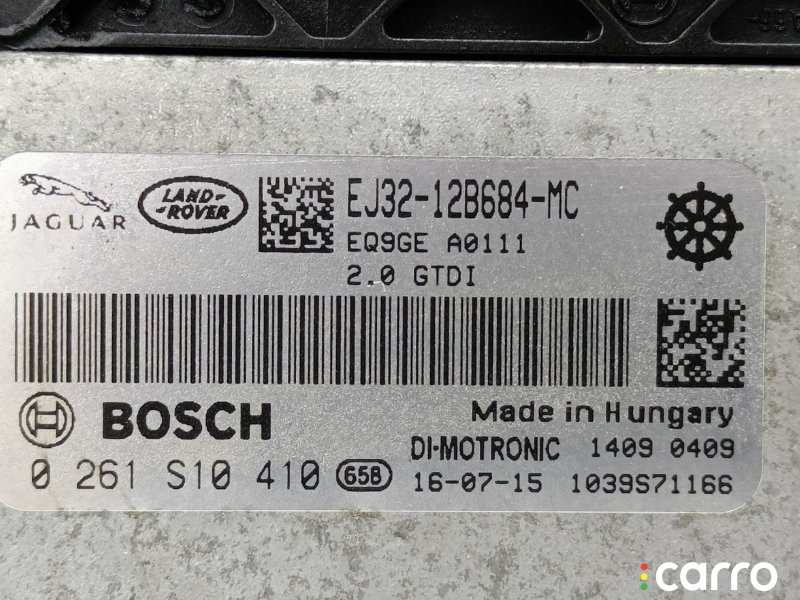 JAGUAR
LAND-
-ROVER
EJ32-12B684-MC
EQ9GE A0111
2.0 GTDI
BOSCH
Made in Hungary
DI-MOTRONIC 1409 0409
0 261 S10 410 65B 16-07-15 1039S71166
carro